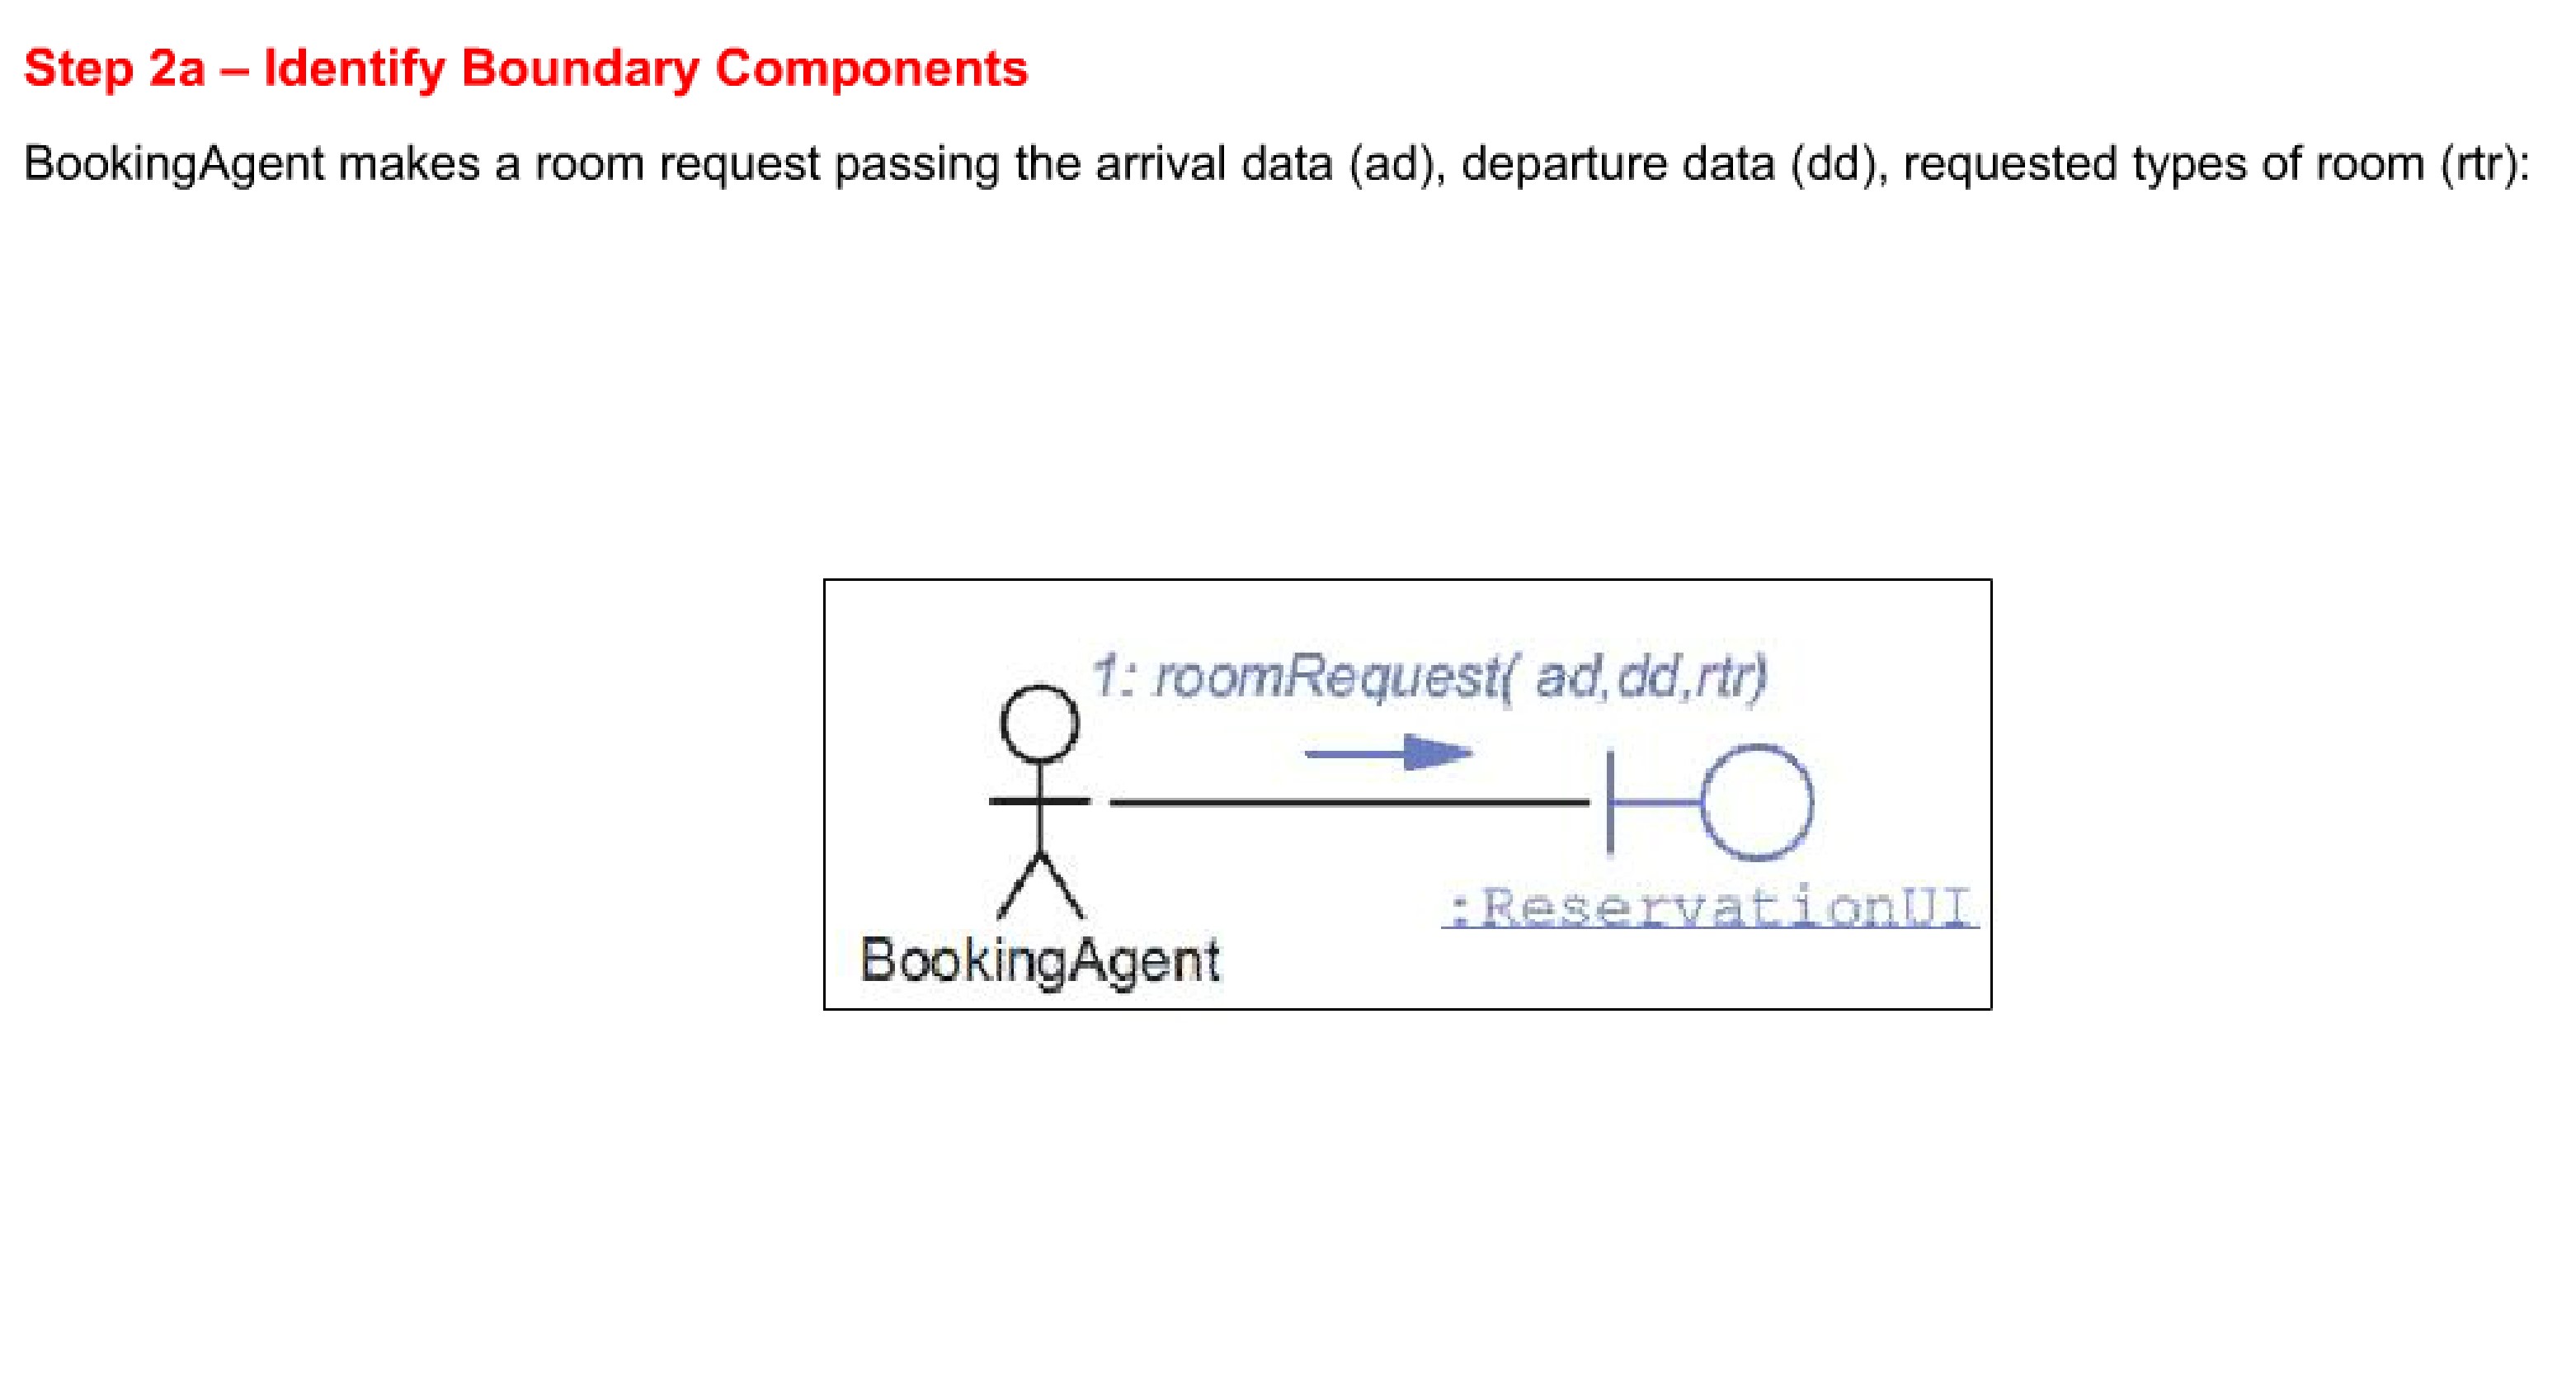 Step 2a – Identify Boundary Components
BookingAgent makes a room request passing the arrival data (ad), departure data (dd), requested types of room (rtr):
1: roomRequest( ad,dd,rtr)
:ReservationUI
BookingAgent